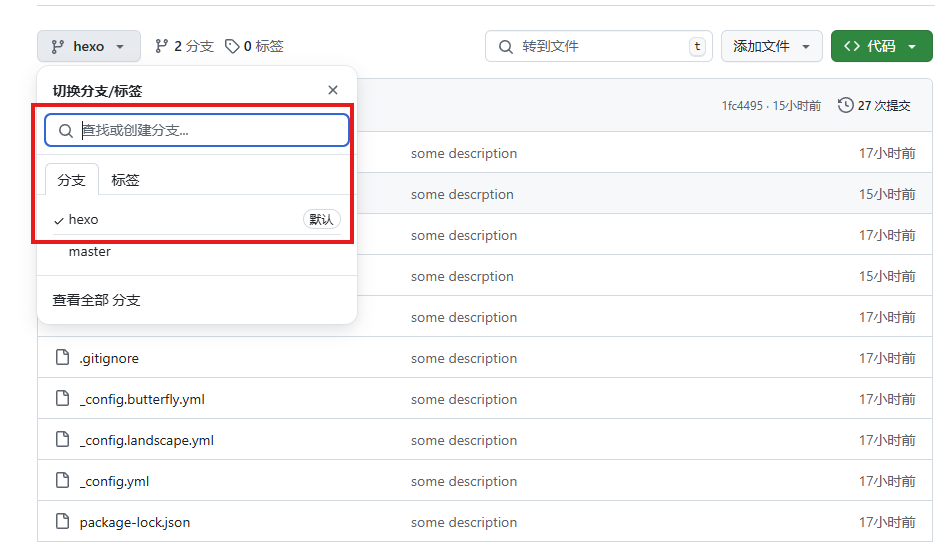 hexo 2 分支 0 标签 转到文件 t 添加文件 代码
切换分支/标签
1fc4495 · 15小时前 27 次提交
查找或创建分支...
some description 17小时前
分支 标签
some descrption 15小时前
hexo 默认
some description 17小时前
master
some descrption 15小时前
查看全部 分支
some description 17小时前
.gitignore some description 17小时前
_config.butterfly.yml some description 17小时前
_config.landscape.yml some description 17小时前
_config.yml some description 17小时前
package-lock.json some description 17小时前